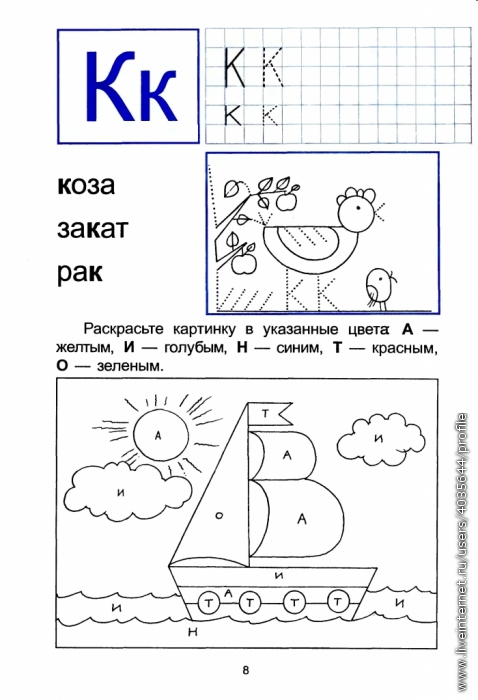 Кк
К К
к к
коза
закат
рак
К К
Раскрасьте картинку в указанные цвета: А —
желтым, И — голубым, Н — синим, Т — красным,
О — зеленым.
Т
А
И
А
И
О
А
И
А
И
Т Т Т Т
И
Н
8
www.liveinternet.ru/users/4035644/profile